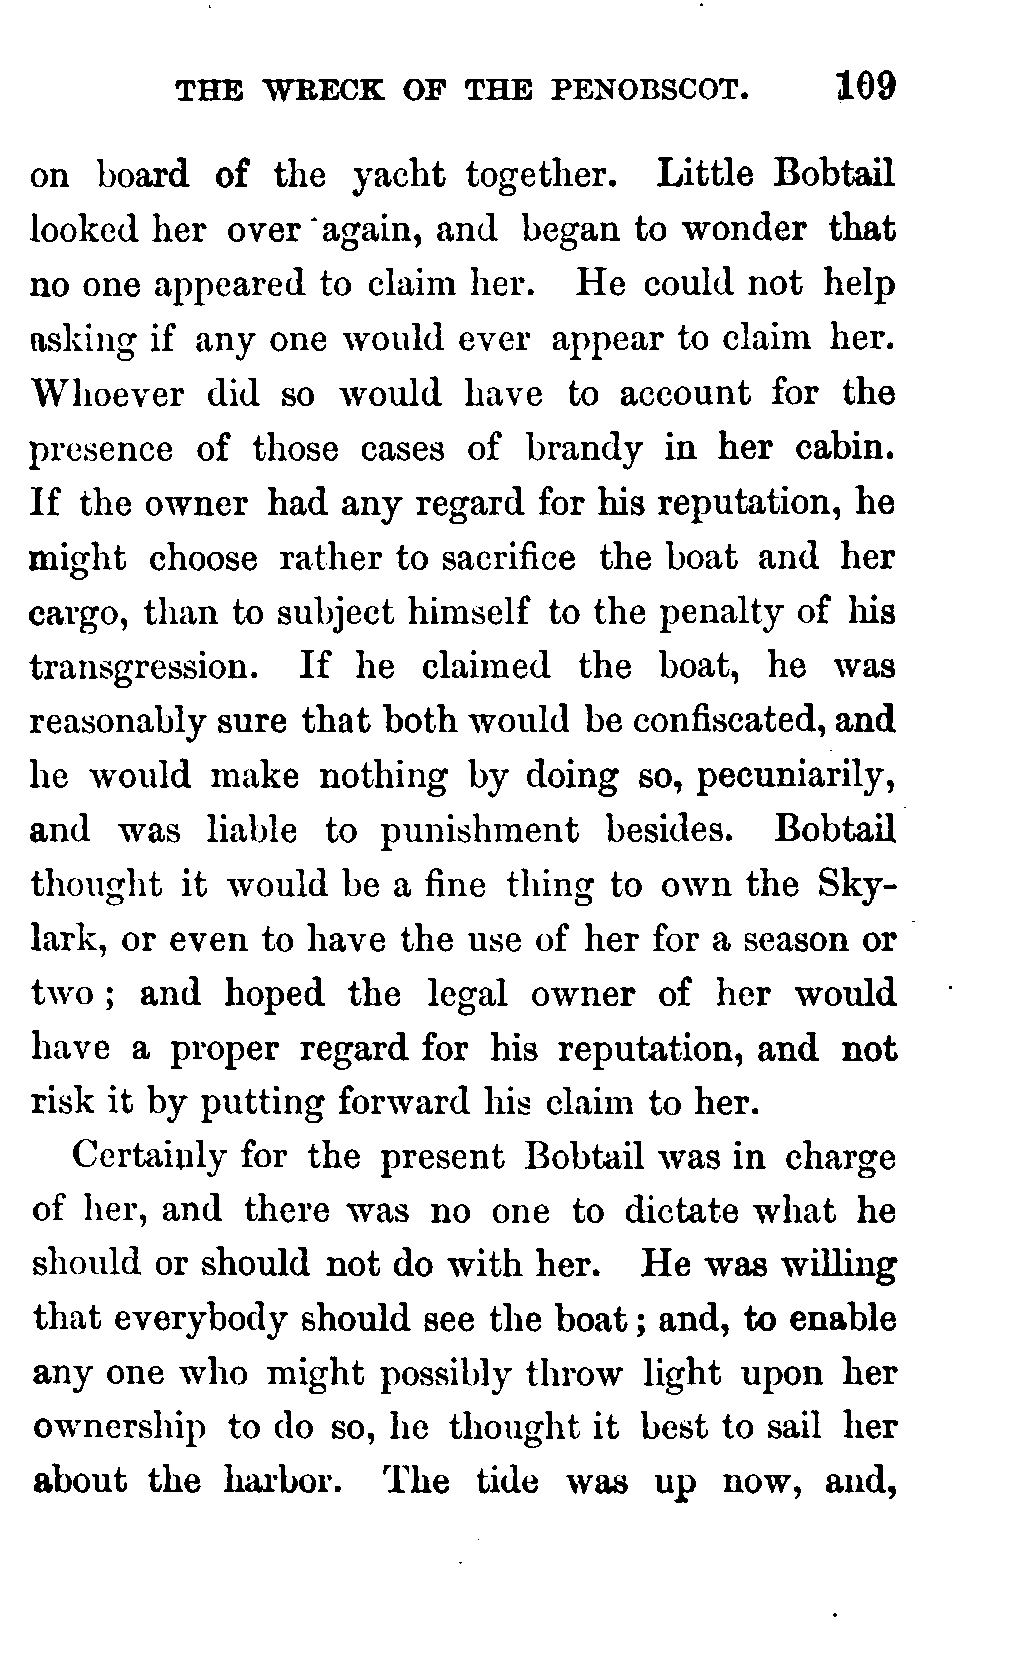 THE WRECK OF THE PENOBSCOT. 109
on board of the yacht together. Little Bobtail
looked her over again, and began to wonder that
no one appeared to claim her. He could not help
asking if any one would ever appear to claim her.
Whoever did so would have to account for the
presence of those cases of brandy in her cabin.
If the owner had any regard for his reputation, he
might choose rather to sacrifice the boat and her
cargo, than to subject himself to the penalty of his
transgression. If he claimed the boat, he was
reasonably sure that both would be confiscated, and
he would make nothing by doing so, pecuniarily,
and was liable to punishment besides. Bobtail
thought it would be a fine thing to own the Sky-
lark, or even to have the use of her for a season or
two; and hoped the legal owner of her would
have a proper regard for his reputation, and not
risk it by putting forward his claim to her.
Certainly for the present Bobtail was in charge
of her, and there was no one to dictate what he
should or should not do with her. He was willing
that everybody should see the boat; and, to enable
any one who might possibly throw light upon her
ownership to do so, he thought it best to sail her
about the harbor. The tide was up now, and,